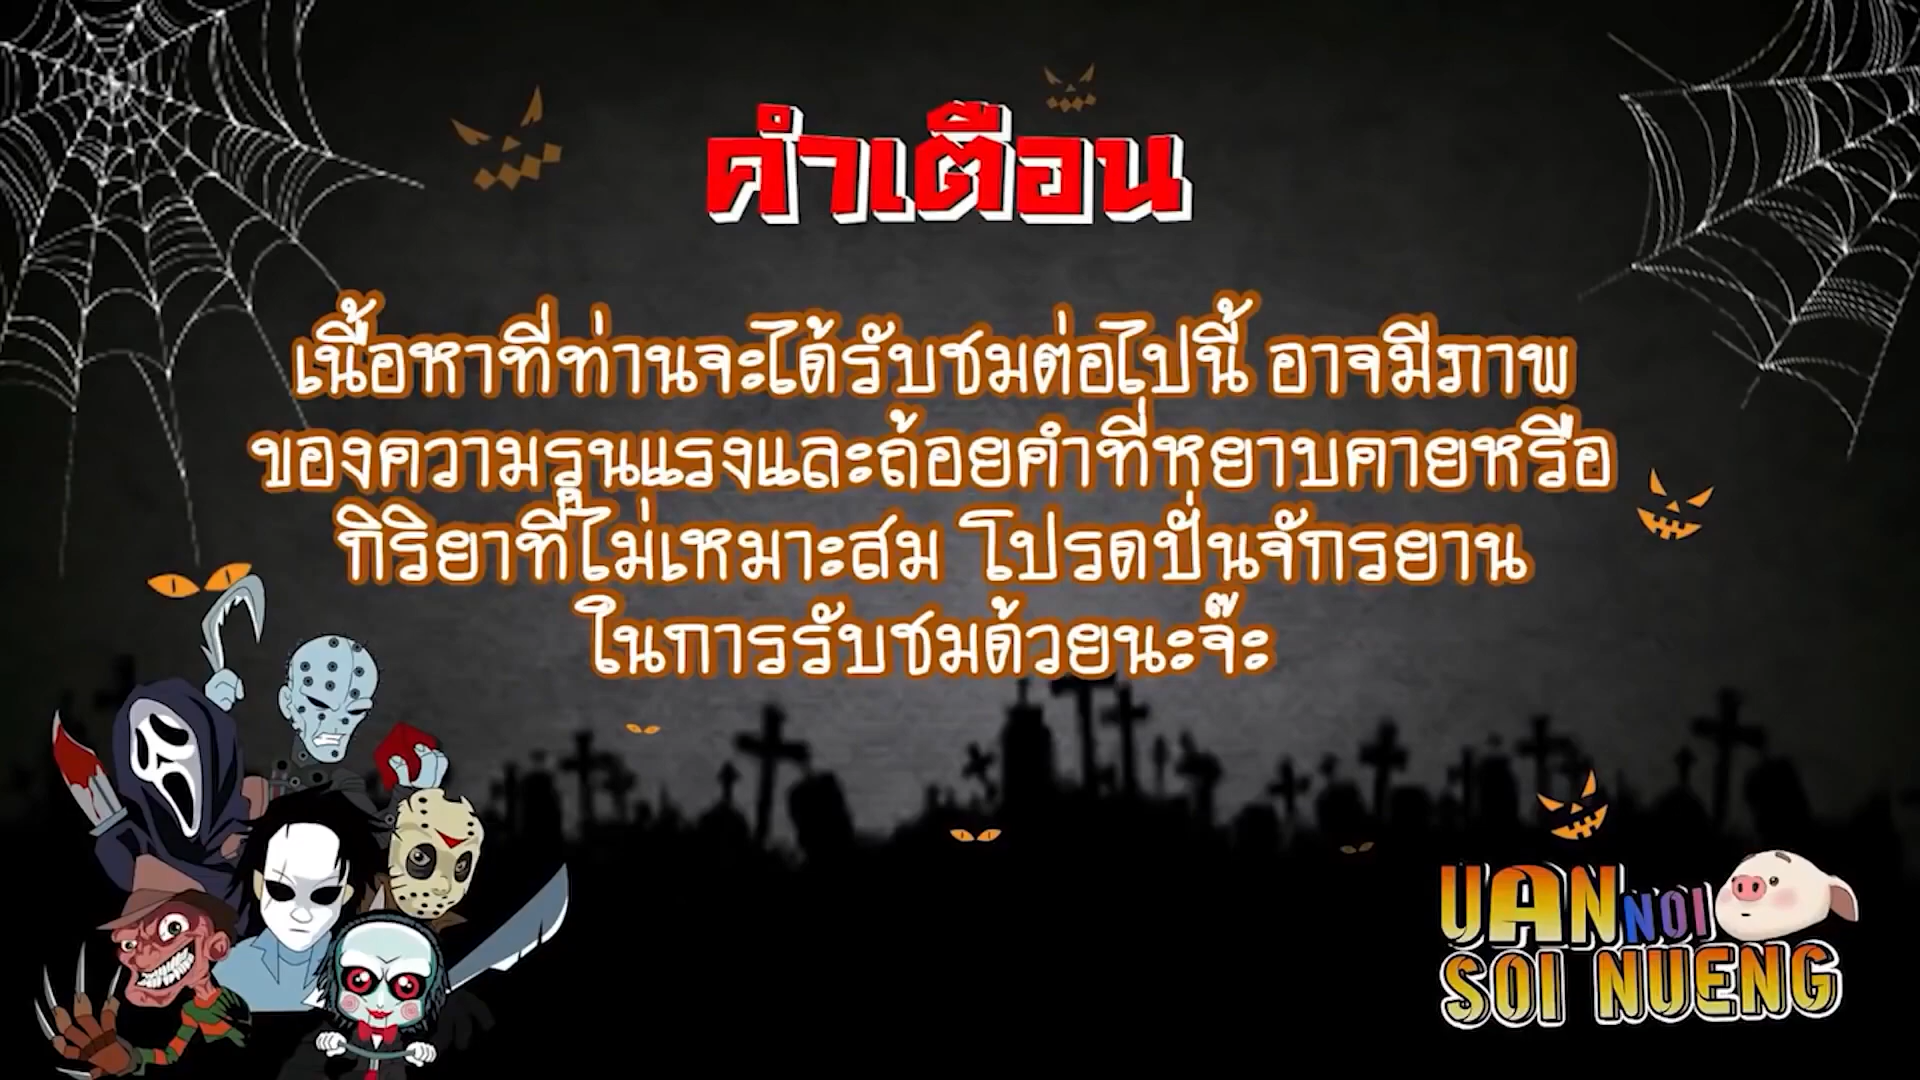 คำเตือน
เนื้อหาที่ท่านจะได้รับชมต่อไปนี้ อาจมีภาพ
ของความรุนแรงและถ้อยคำที่หยาบคายหรือ
กิริยาที่ไม่เหมาะสม โปรดปั่นจักรยาน
ในการรับชมด้วยนะจ๊ะ
UAN NOI
SOI NUENG